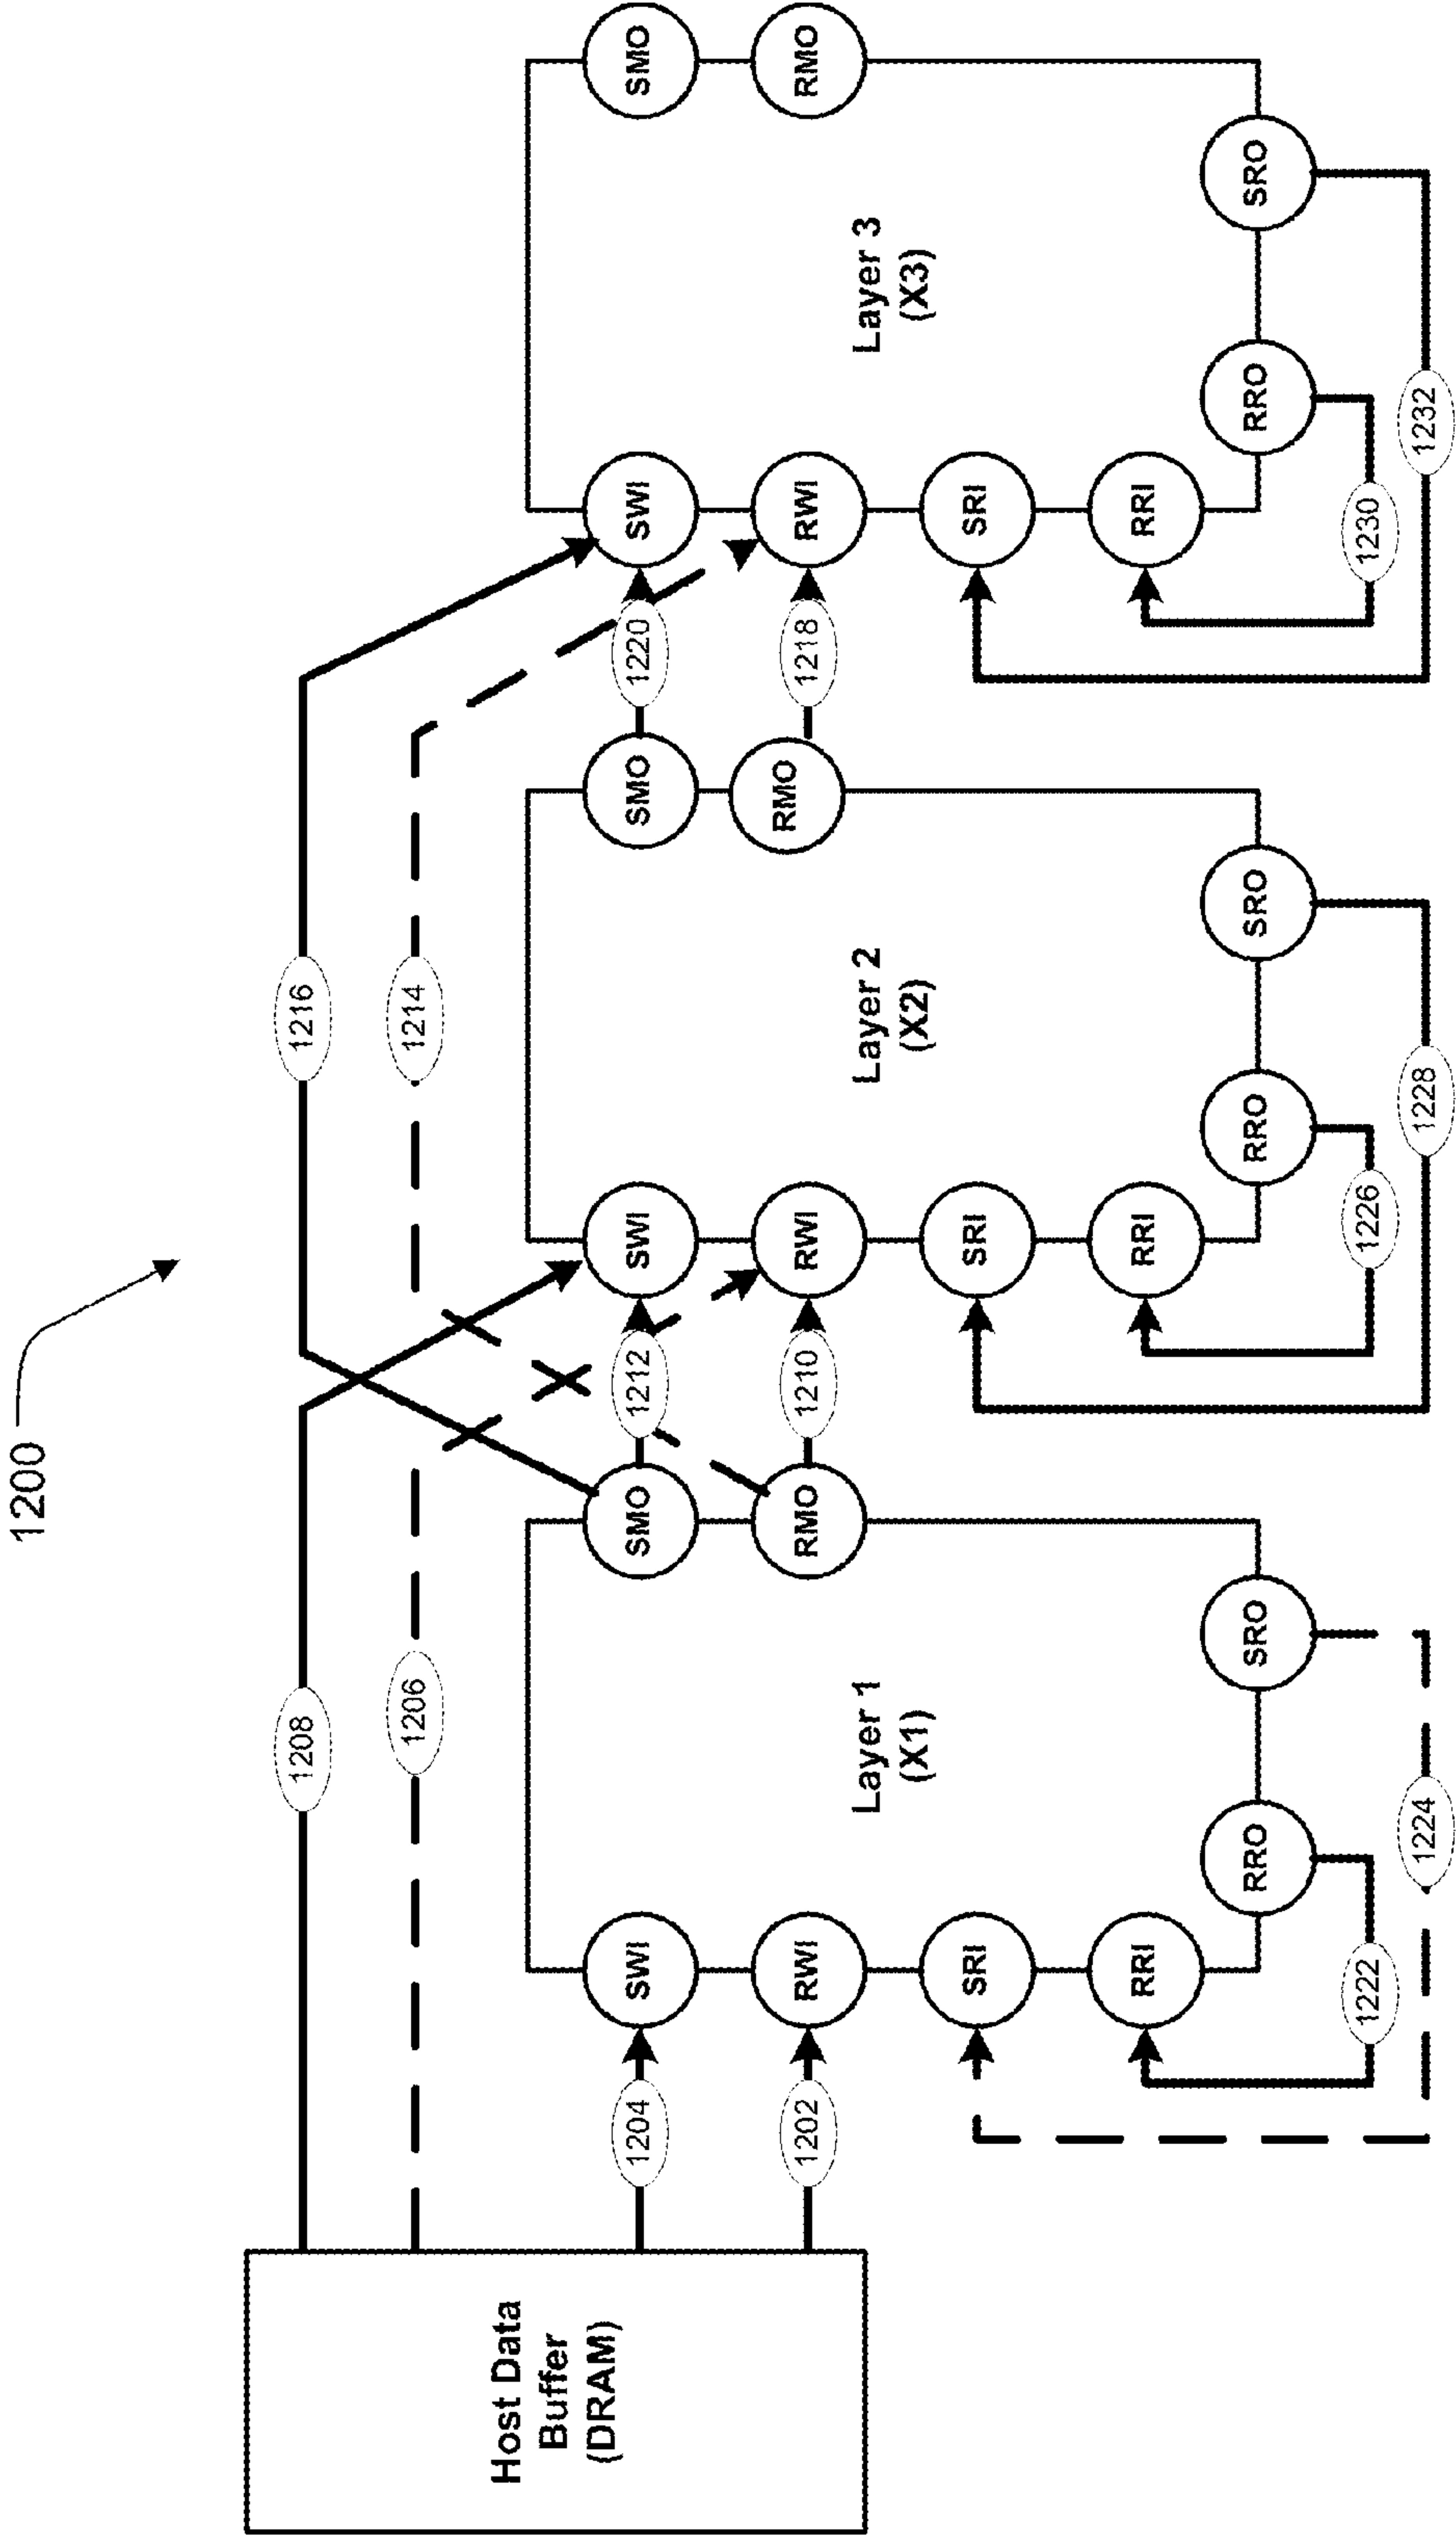 1200
1216
1208
1214
1206
Host Data
Buffer
(DRAM)
1204
1202
SWI
RWI
SRI
RRI
Layer 1
(X1)
SMO
RMO
RRO
SRO
1222
1224
1212
1210
SWI
RWI
SRI
RRI
Layer 2
(X2)
SMO
RMO
RRO
SRO
1226
1228
1220
1218
SWI
RWI
SRI
RRI
Layer 3
(X3)
SMO
RMO
RRO
SRO
1230
1232